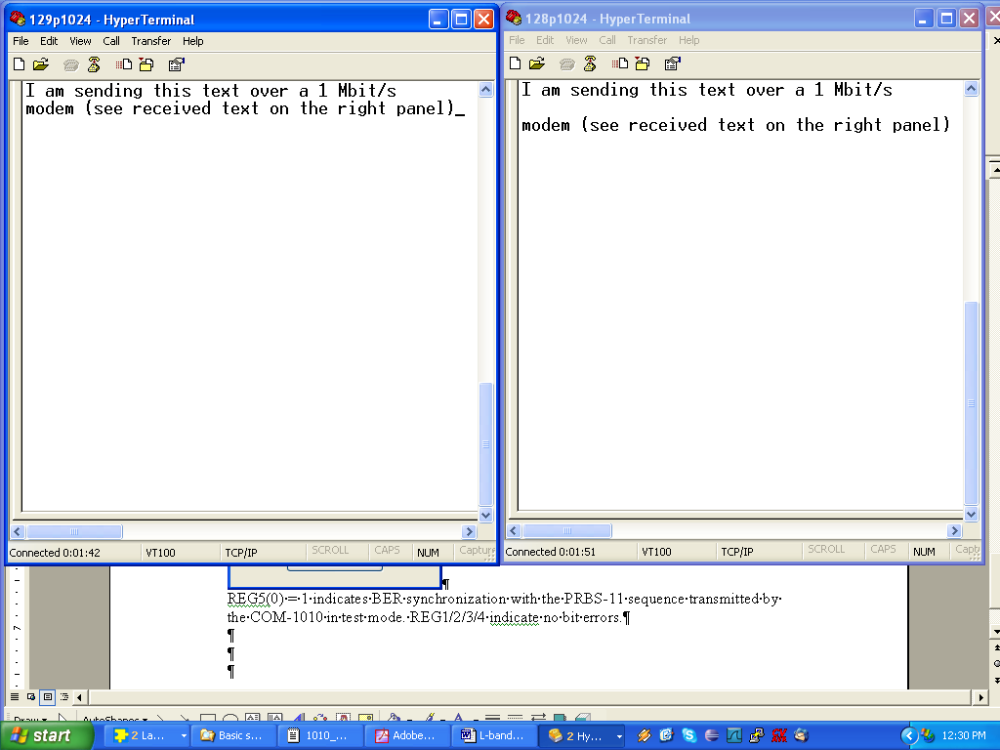 129p1024 - HyperTerminal
File Edit View Call Transfer Help
I am sending this text over a 1 Mbit/s
modem (see received text on the right panel)_
Connected 0:01:42 VT100 TCP/IP SCROLL CAPS NUM Capture
128p1024 - HyperTerminal
File Edit View Call Transfer Help
I am sending this text over a 1 Mbit/s
modem (see received text on the right panel)
Connected 0:01:51 VT100 TCP/IP SCROLL CAPS NUM Capt
REG5(0)·=·1·indicates·BER·synchronization·with·the·PRBS-11·sequence·transmitted·by·
the·COM-1010·in·test·mode.·REG1/2/3/4·indicate·no·bit·errors.¶
¶
¶
¶
Draw AutoShapes
start 2 La... Basic s... 1010_... Adobe... L-band... 2 Hy... 12:30 PM